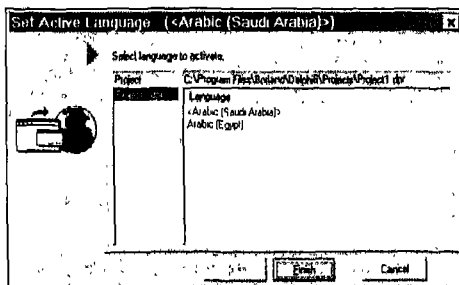 Set Active Language (<Arabic (Saudi Arabia)>)
Select language to activate.
Project C:\Program Files\Borland\Delphi6\Projects\Project1.dpr
Language
<Arabic (Saudi Arabia)>
Arabic (Egypt)
Finish Cancel